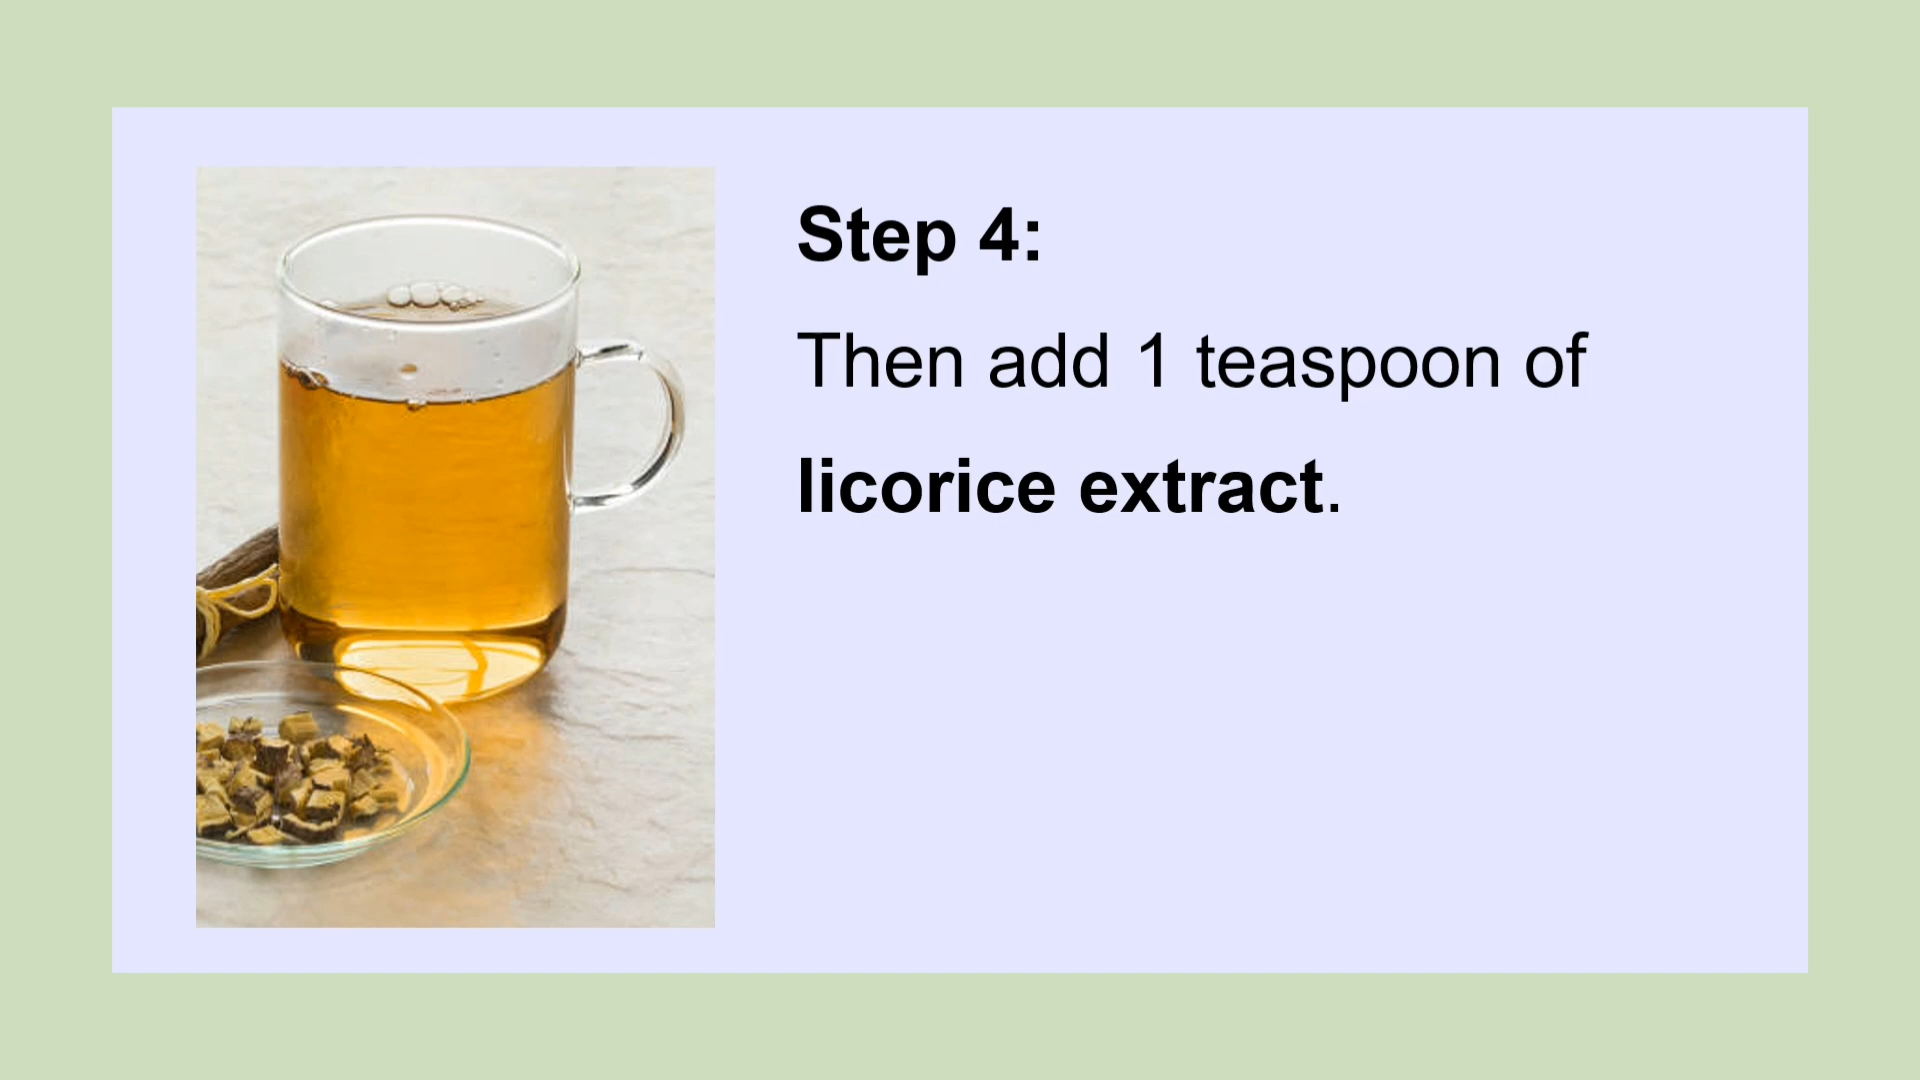 Step 4:
Then add 1 teaspoon of
licorice extract.